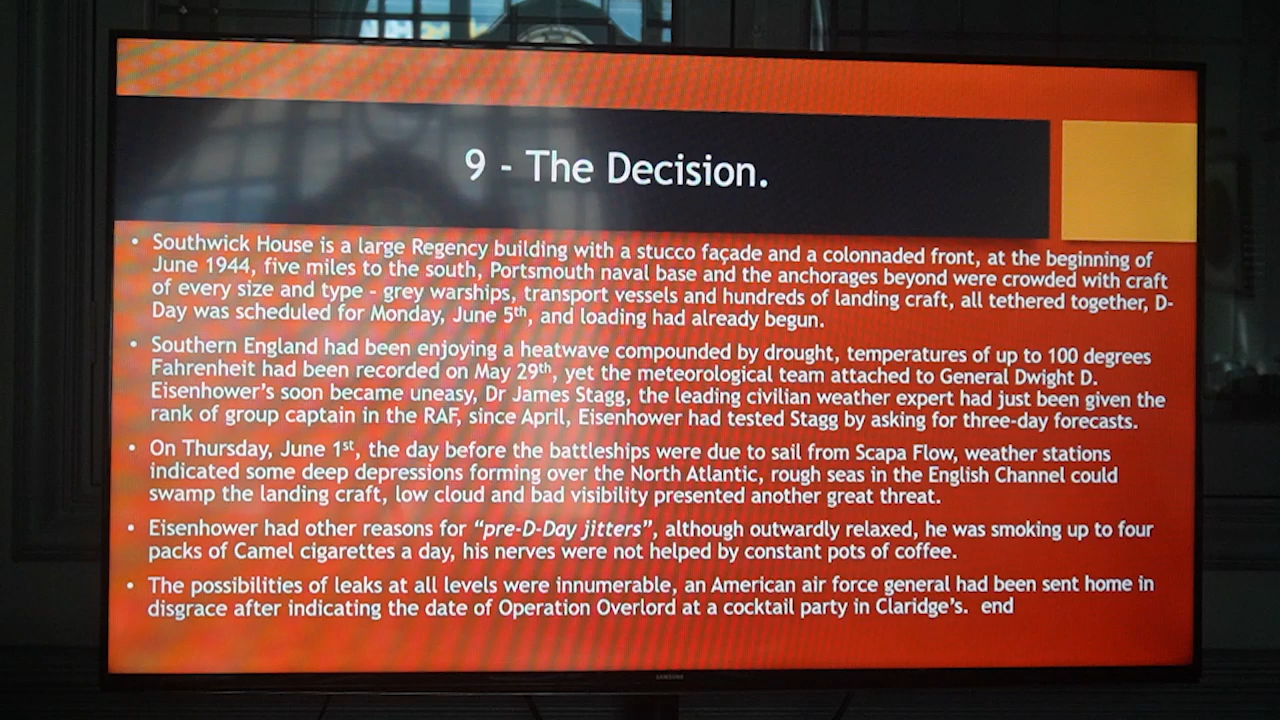 9 - The Decision.
• Southwick House is a large Regency building with a stucco façade and a colonnaded front, at the beginning of
June 1944, five miles to the south, Portsmouth naval base and the anchorages beyond were crowded with craft
of every size and type - grey warships, transport vessels and hundreds of landing craft, all tethered together, D-
Day was scheduled for Monday, June 5th, and loading had already begun.
• Southern England had been enjoying a heatwave compounded by drought, temperatures of up to 100 degrees
Fahrenheit had been recorded on May 29th, yet the meteorological team attached to General Dwight D.
Eisenhower's soon became uneasy, Dr James Stagg, the leading civilian weather expert had just been given the
rank of group captain in the RAF, since April, Eisenhower had tested Stagg by asking for three-day forecasts.
• On Thursday, June 1st, the day before the battleships were due to sail from Scapa Flow, weather stations
indicated some deep depressions forming over the North Atlantic, rough seas in the English Channel could
swamp the landing craft, low cloud and bad visibility presented another great threat.
• Eisenhower had other reasons for "pre-D-Day jitters", although outwardly relaxed, he was smoking up to four
packs of Camel cigarettes a day, his nerves were not helped by constant pots of coffee.
• The possibilities of leaks at all levels were innumerable, an American air force general had been sent home in
disgrace after indicating the date of Operation Overlord at a cocktail party in Claridge's. end
SAMSUNG